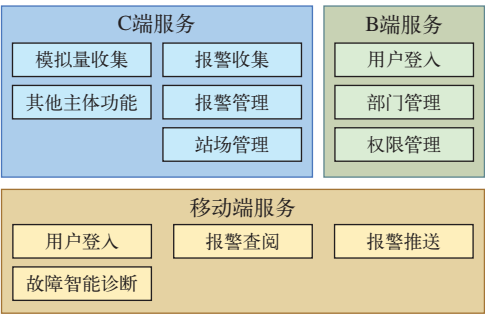 C端服务
模拟量收集
报警收集
其他主体功能
报警管理
站场管理
B端服务
用户登入
部门管理
权限管理
移动端服务
用户登入
报警查阅
报警推送
故障智能诊断